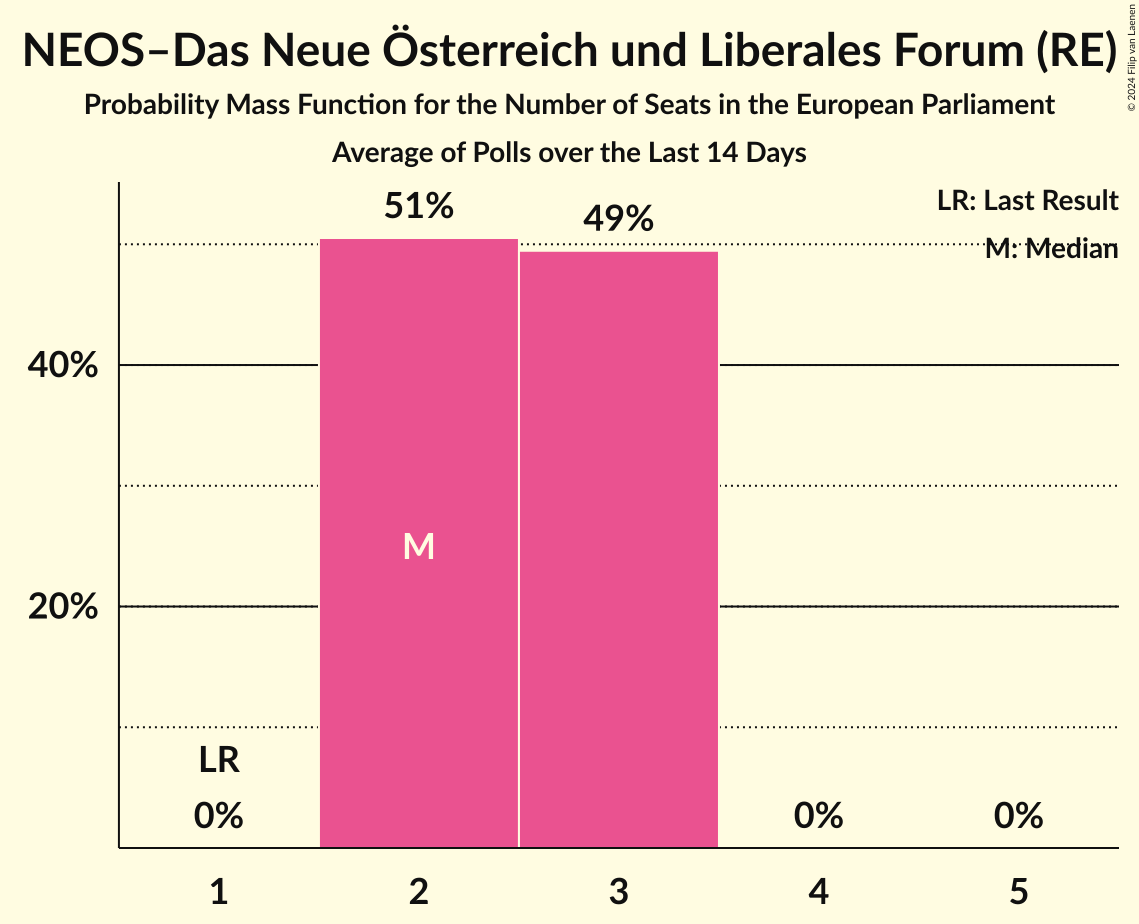 NEOS–Das Neue Österreich und Liberales Forum (RE)
Probability Mass Function for the Number of Seats in the European Parliament
Average of Polls over the Last 14 Days
© 2024 Filip van Laenen
LR: Last Result
M: Median
51%
49%
40%
M
20%
LR
0%
0%
0%
1
2
3
4
5